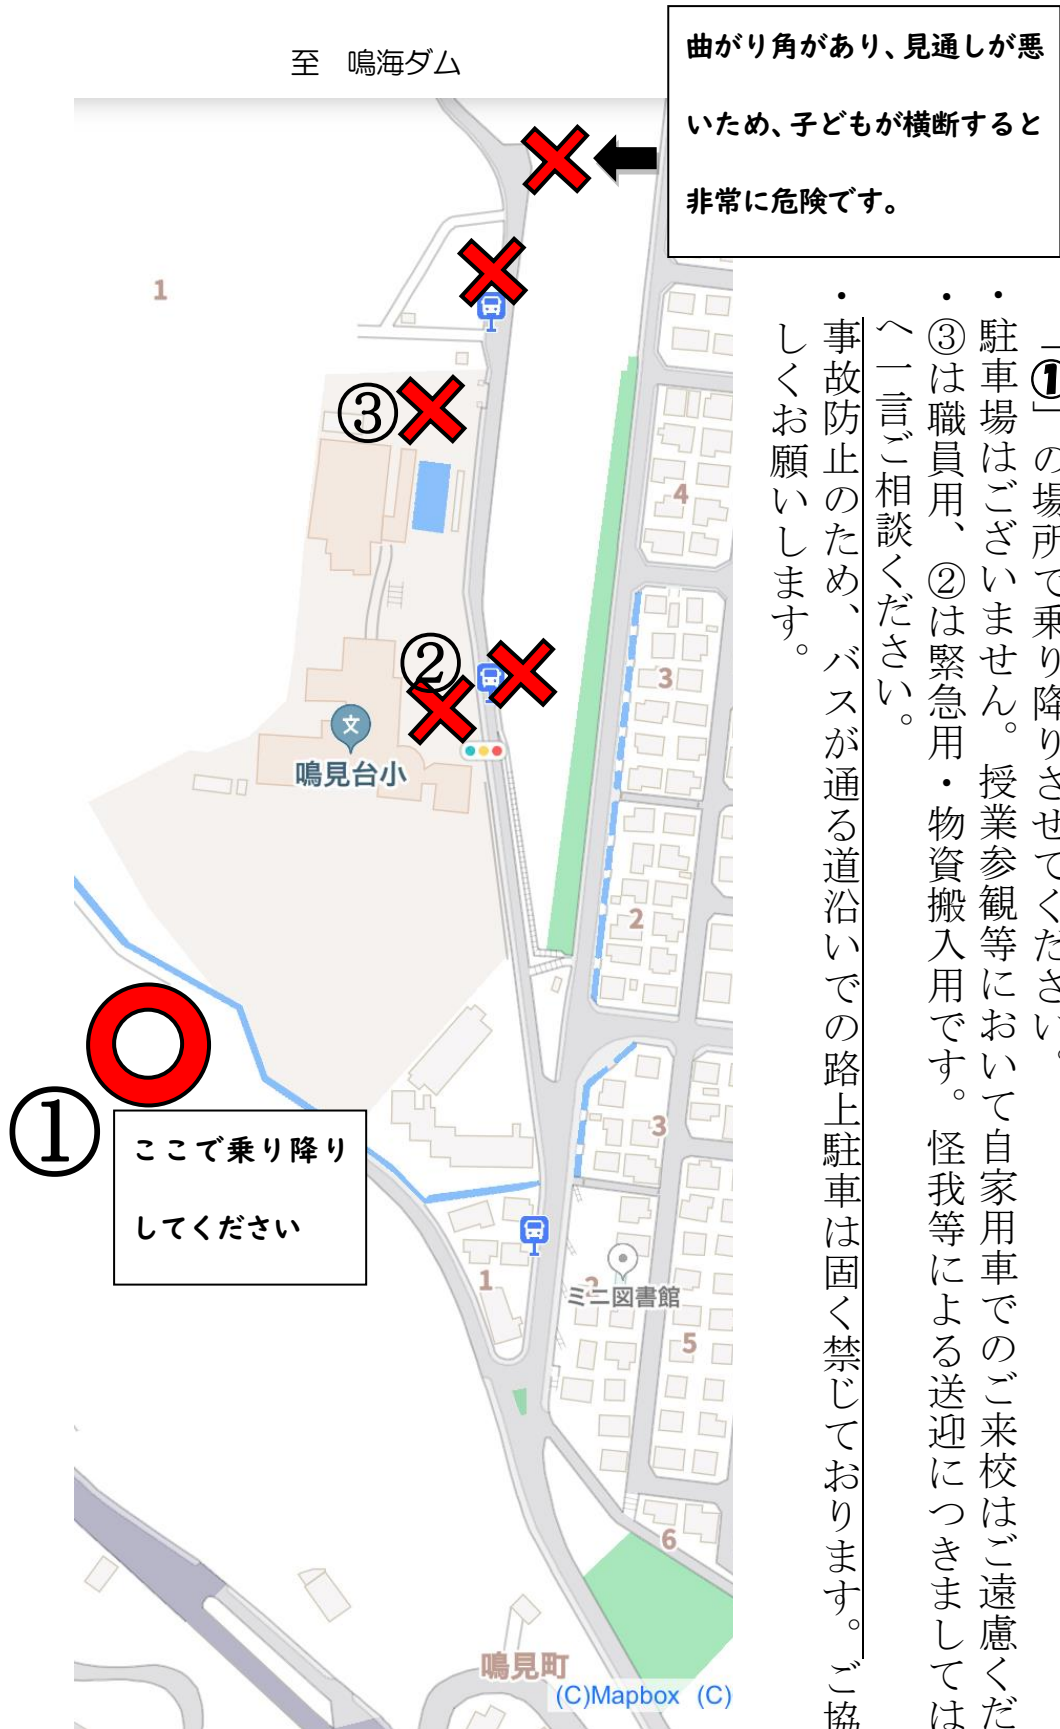 至　鳴海ダム
曲がり角があり、見通しが悪
いため、子どもが横断すると
非常に危険です。
「①」の場所で乗り降りさせてください。
・駐車場はございません。授業参観等において自家用車でのご来校はご遠慮くだ
・③は職員用、②は緊急用・物資搬入用です。怪我等による送迎につきましては
へ一言ご相談ください。
・事故防止のため、バスが通る道沿いでの路上駐車は固く禁じております。ご協
しくお願いします。
1
③
4
②
3
文
鳴見台小
2
①
ここで乗り降り
してください
3
1
2
ミニ図書館
5
6
鳴見町
(C)Mapbox (C)